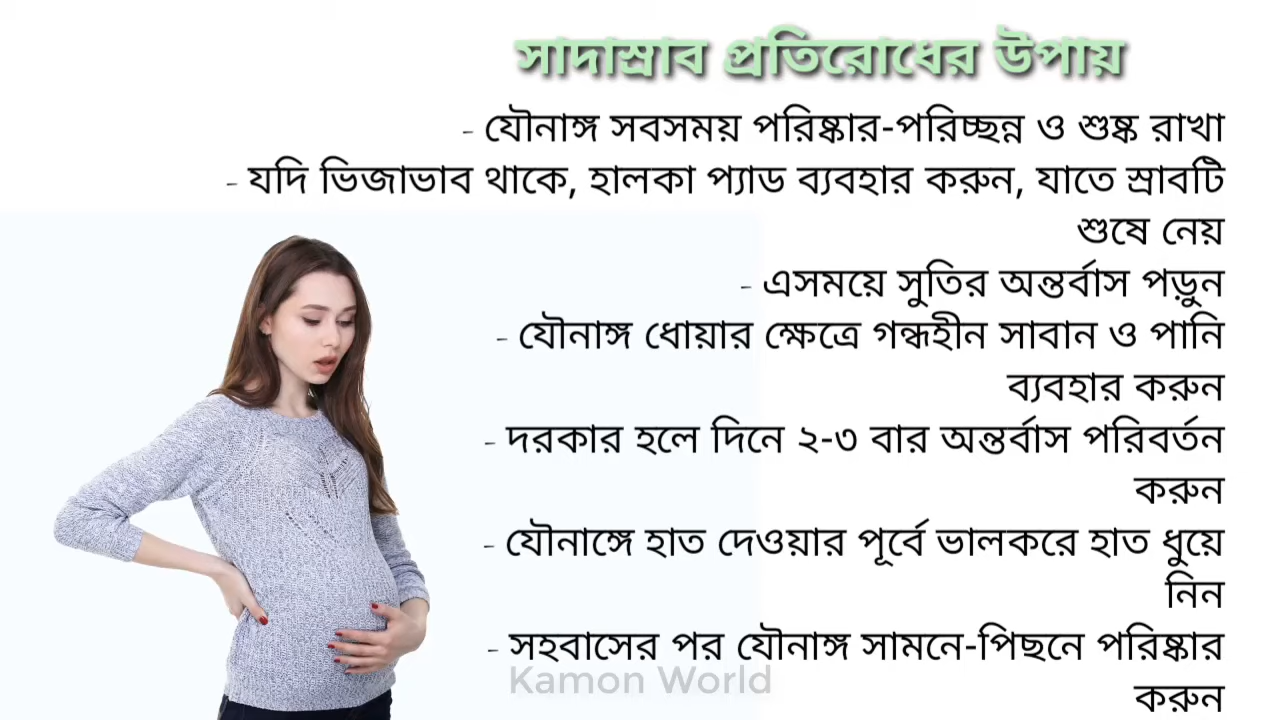 সাদাস্রাব প্রতিরোধের উপায়
- যৌনাঙ্গ সবসময় পরিষ্কার-পরিচ্ছন্ন ও শুষ্ক রাখা
- যদি ভিজাভাব থাকে, হালকা প্যাড ব্যবহার করুন, যাতে স্রাবটি
শুষে নেয়
- এসময়ে সুতির অন্তর্বাস পড়ুন
- যৌনাঙ্গ ধোয়ার ক্ষেত্রে গন্ধহীন সাবান ও পানি
ব্যবহার করুন
- দরকার হলে দিনে ২-৩ বার অন্তর্বাস পরিবর্তন
করুন
- যৌনাঙ্গে হাত দেওয়ার পূর্বে ভালকরে হাত ধুয়ে
নিন
- সহবাসের পর যৌনাঙ্গ সামনে-পিছনে পরিষ্কার
করুন
Kamon World